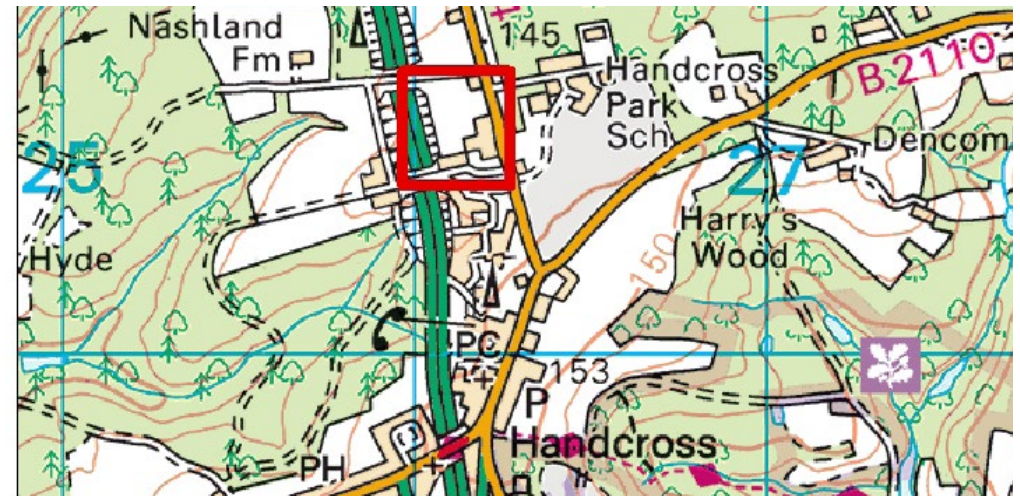 Nashland
Fm
145
Handcross
Park
Sch
B 2110
Dencom
25
27
Harry's
Wood
Hyde
150
PC
153
P
Handcross
PH